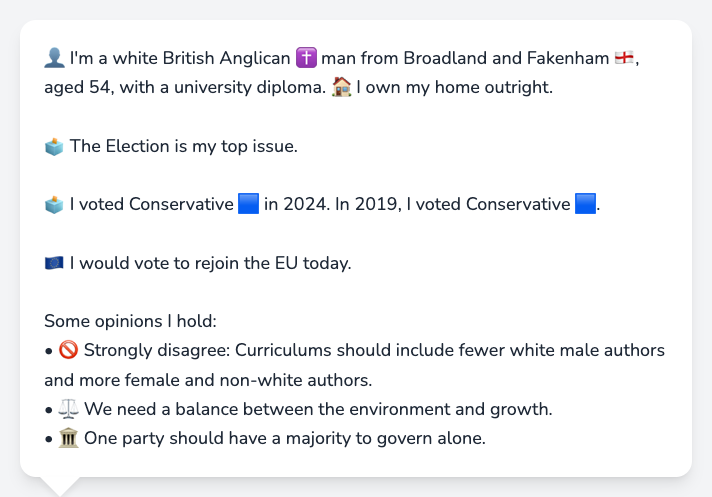 👤 I'm a white British Anglican ✝️ man from Broadland and Fakenham 🏴󠁧󠁢󠁥󠁮󠁧󠁿,
aged 54, with a university diploma. 🏠 I own my home outright.
🗳️ The Election is my top issue.
🗳️ I voted Conservative 🟦 in 2024. In 2019, I voted Conservative 🟦.
🇪🇺 I would vote to rejoin the EU today.
Some opinions I hold:
• 🚫 Strongly disagree: Curriculums should include fewer white male authors
and more female and non-white authors.
• ⚖️ We need a balance between the environment and growth.
• 🏛️ One party should have a majority to govern alone.